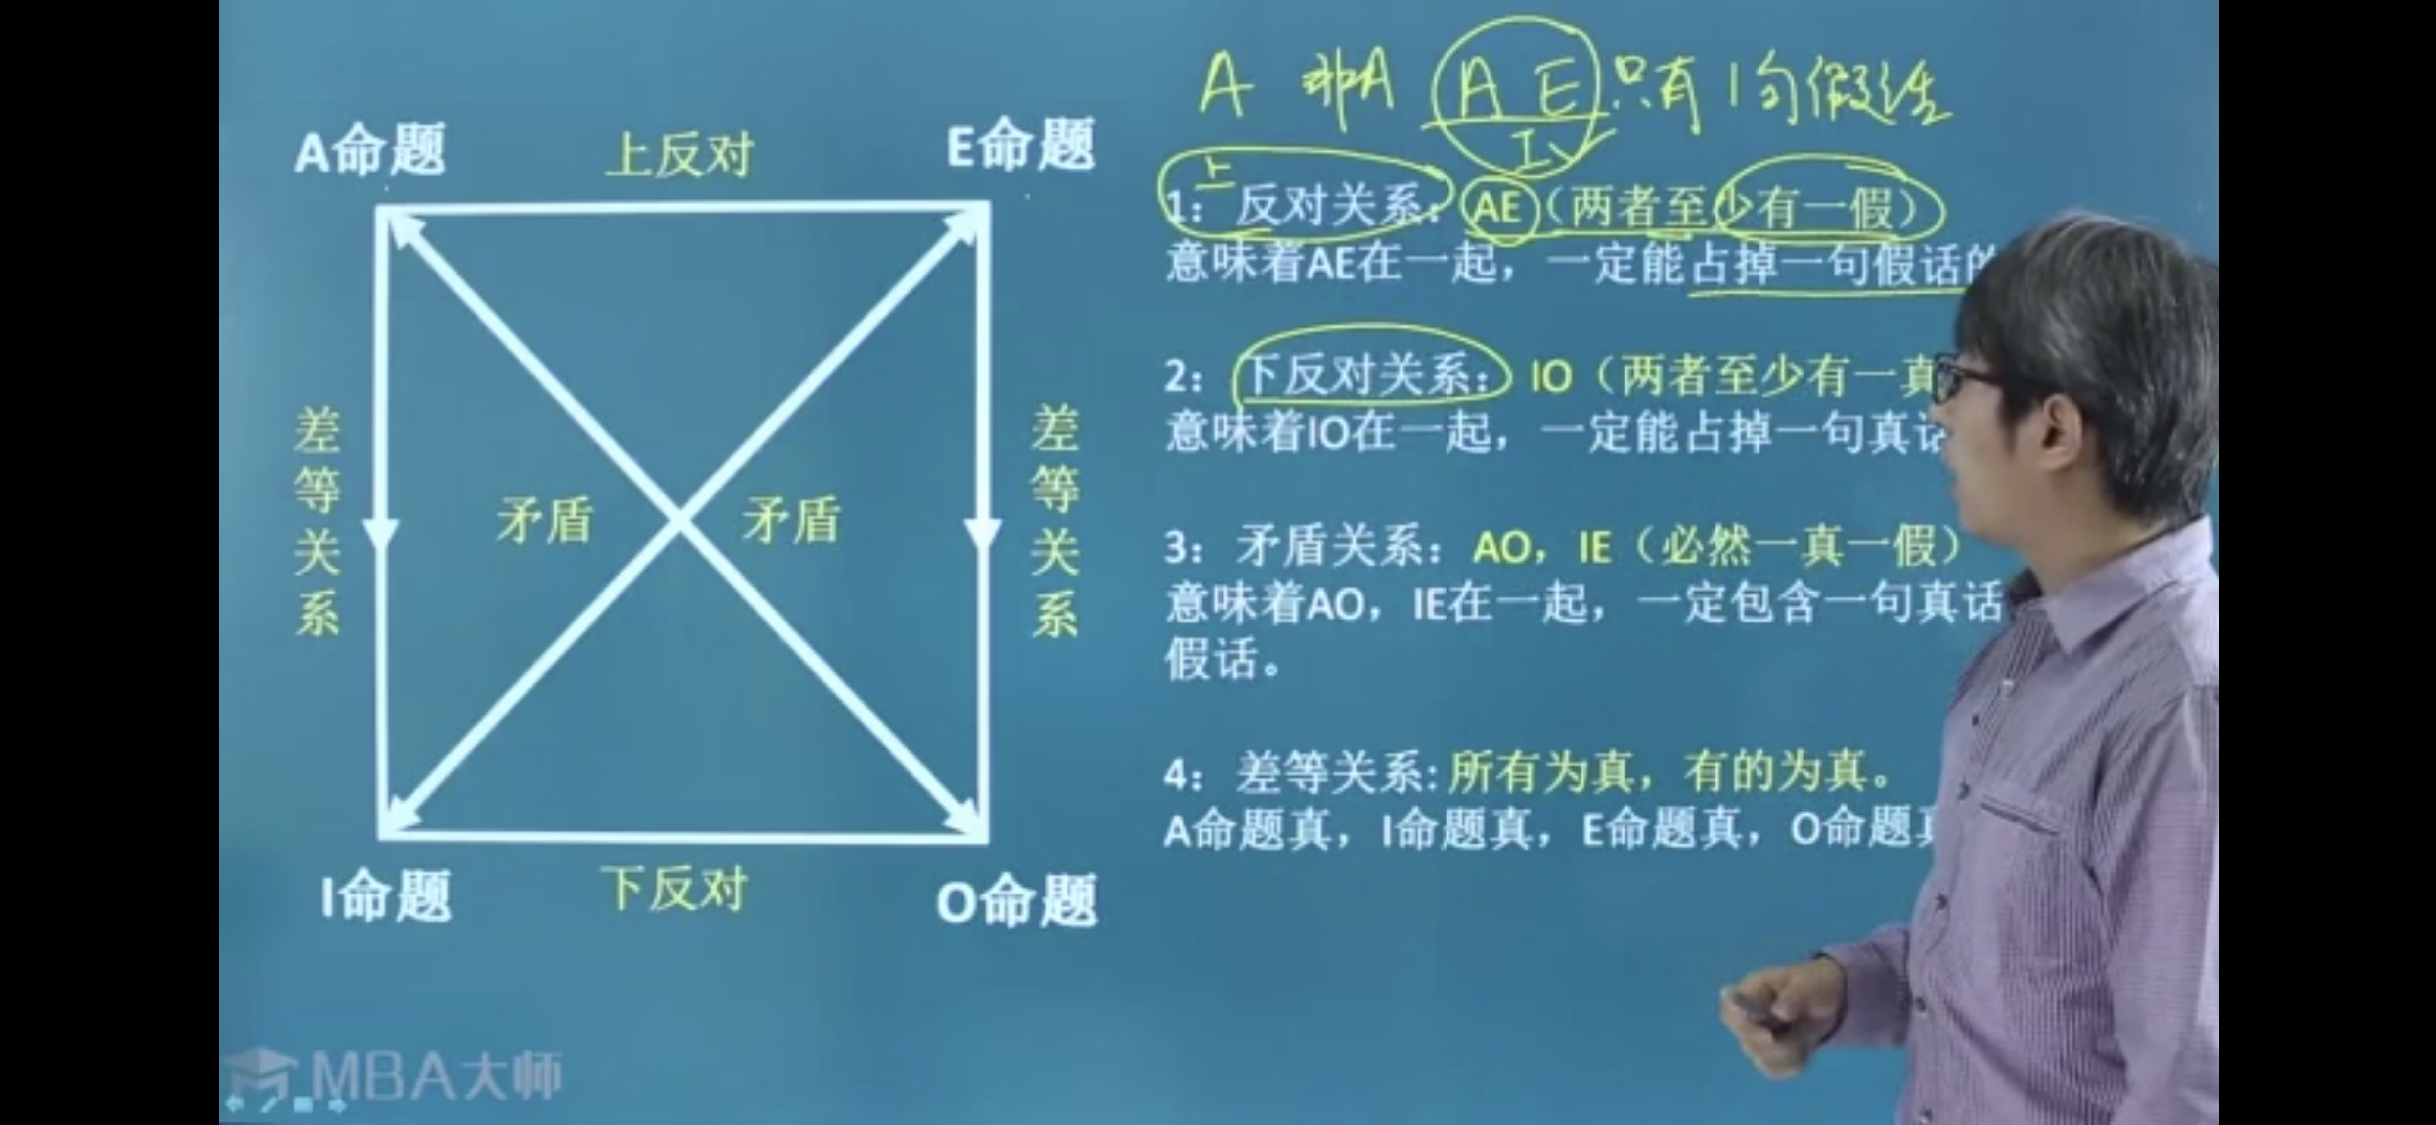 A 非A A E 只有1句假话
I
A命题 上反对 E命题
上
1：反对关系：AE（两者至少有一假）
意味着AE在一起，一定能占掉一句假话的
2：下反对关系：IO（两者至少有一真
意味着IO在一起，一定能占掉一句真话
差等关系
矛盾 矛盾
差等关系
3：矛盾关系：AO，IE（必然一真一假）
意味着AO，IE在一起，一定包含一句真话
假话。
4：差等关系:所有为真，有的为真。
A命题真，I命题真，E命题真，O命题真
I命题 下反对 O命题
MBA大师